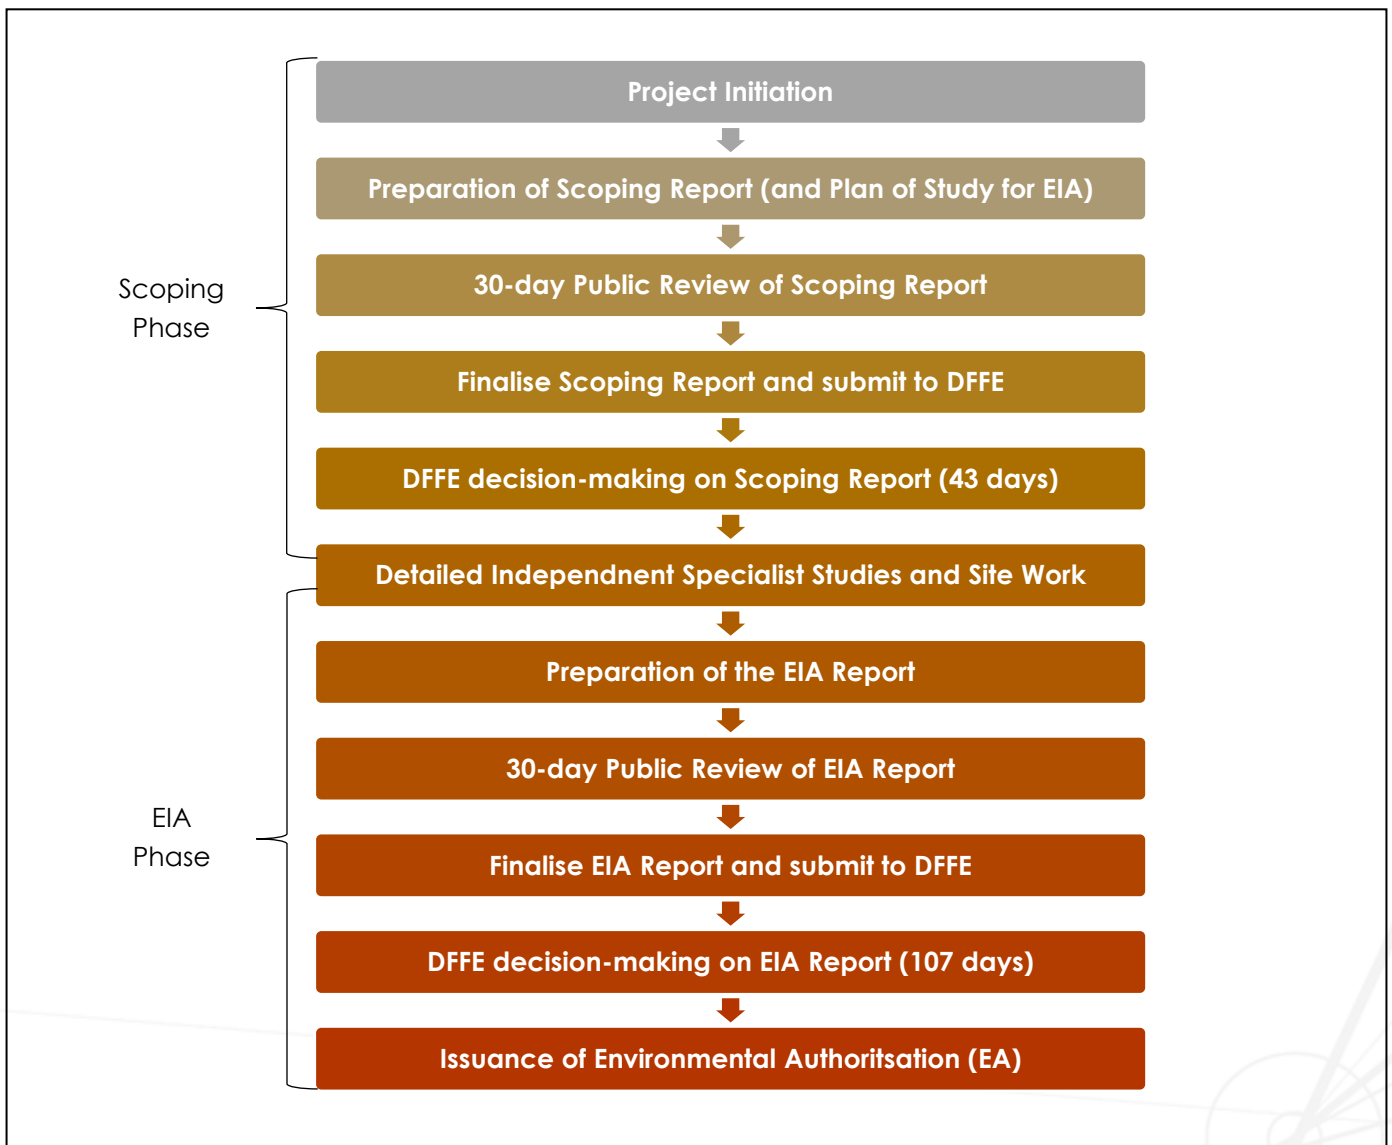 Project Initiation
Preparation of Scoping Report (and Plan of Study for EIA)
30-day Public Review of Scoping Report
Scoping
Phase
Finalise Scoping Report and submit to DFFE
DFFE decision-making on Scoping Report (43 days)
Detailed Independnent Specialist Studies and Site Work
Preparation of the EIA Report
30-day Public Review of EIA Report
EIA
Phase
Finalise EIA Report and submit to DFFE
DFFE decision-making on EIA Report (107 days)
Issuance of Environmental Authoritsation (EA)